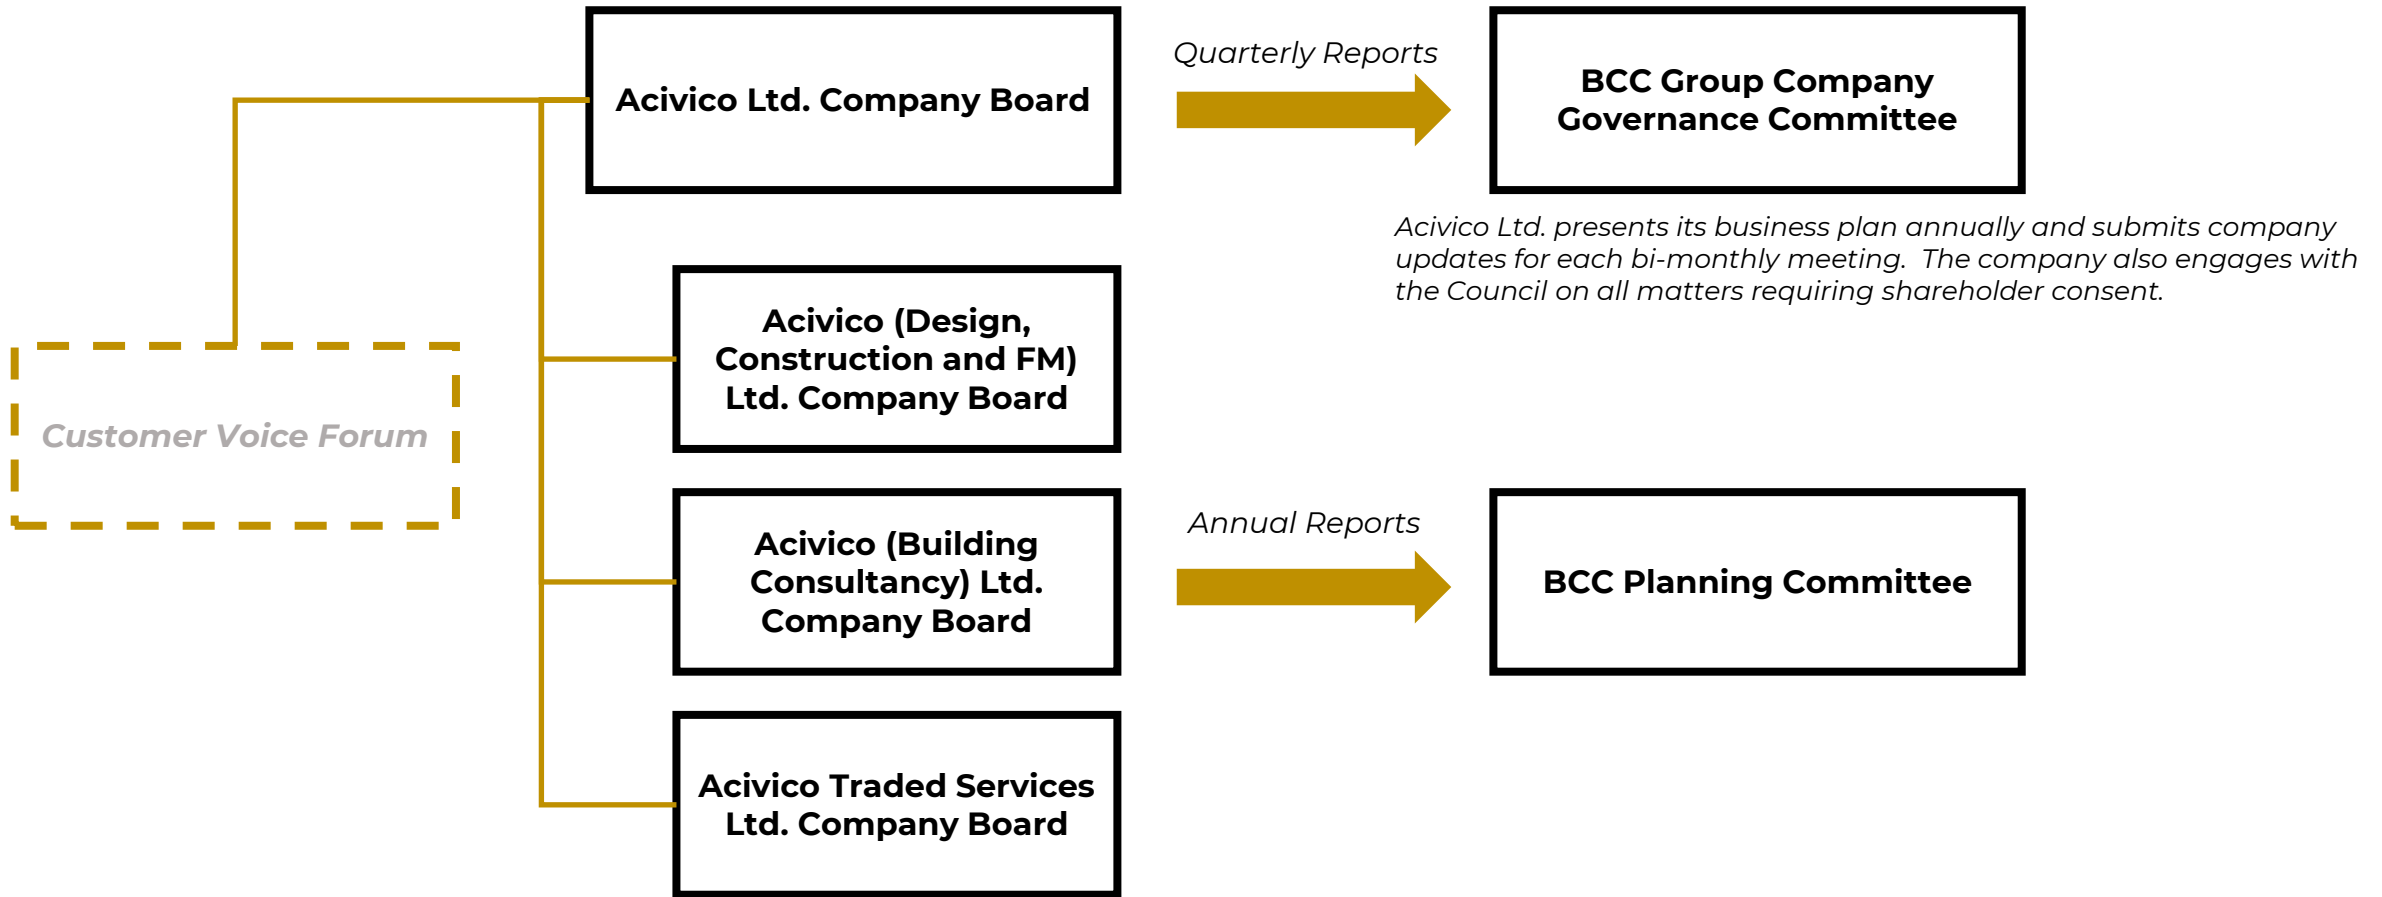 Acivico Ltd. Company Board
Quarterly Reports
BCC Group Company
Governance Committee
Acivico Ltd. presents its business plan annually and submits company
updates for each bi-monthly meeting.  The company also engages with
the Council on all matters requiring shareholder consent.
Acivico (Design,
Construction and FM)
Ltd. Company Board
Customer Voice Forum
Acivico (Building
Consultancy) Ltd.
Company Board
Annual Reports
BCC Planning Committee
Acivico Traded Services
Ltd. Company Board